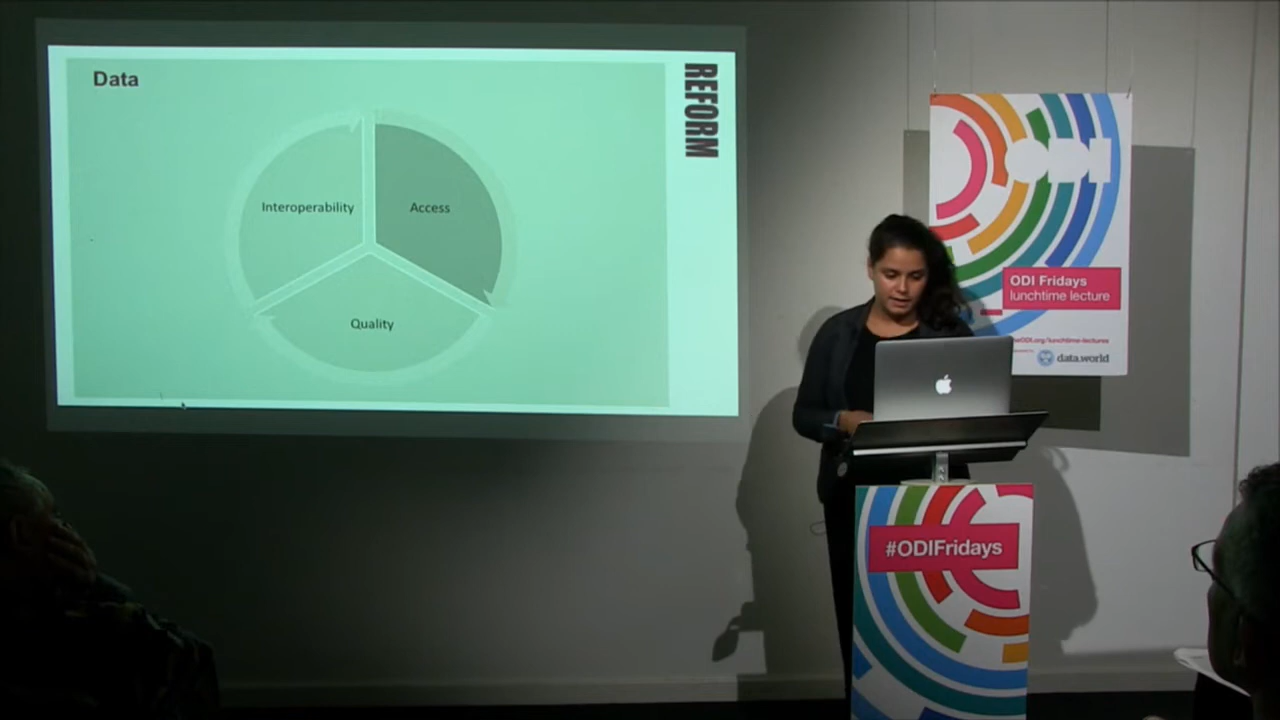 Data
REFORM
Interoperability
Access
Quality
ODI Fridays
lunchtime lecture
data.world
#ODIFridays